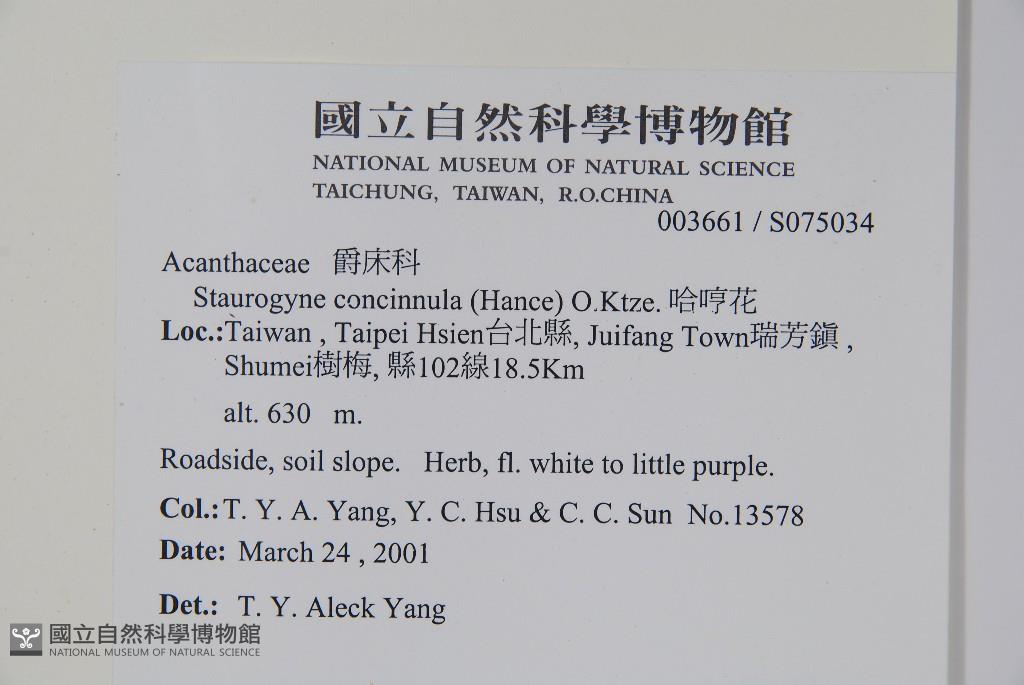 國立自然科學博物館
NATIONAL MUSEUM OF NATURAL SCIENCE
TAICHUNG, TAIWAN, R.O.CHINA
003661 / S075034
Acanthaceae 爵床科
Staurogyne concinnula (Hance) O.Ktze. 哈哼花
Loc.:Taiwan , Taipei Hsien台北縣, Juifang Town瑞芳鎮 ,
Shumei樹梅, 縣102線18.5Km
alt. 630 m.
Roadside, soil slope. Herb, fl. white to little purple.
Col.:T. Y. A. Yang, Y. C. Hsu & C. C. Sun No.13578
Date: March 24 , 2001
Det.: T. Y. Aleck Yang
國立自然科學博物館
NATIONAL MUSEUM OF NATURAL SCIENCE